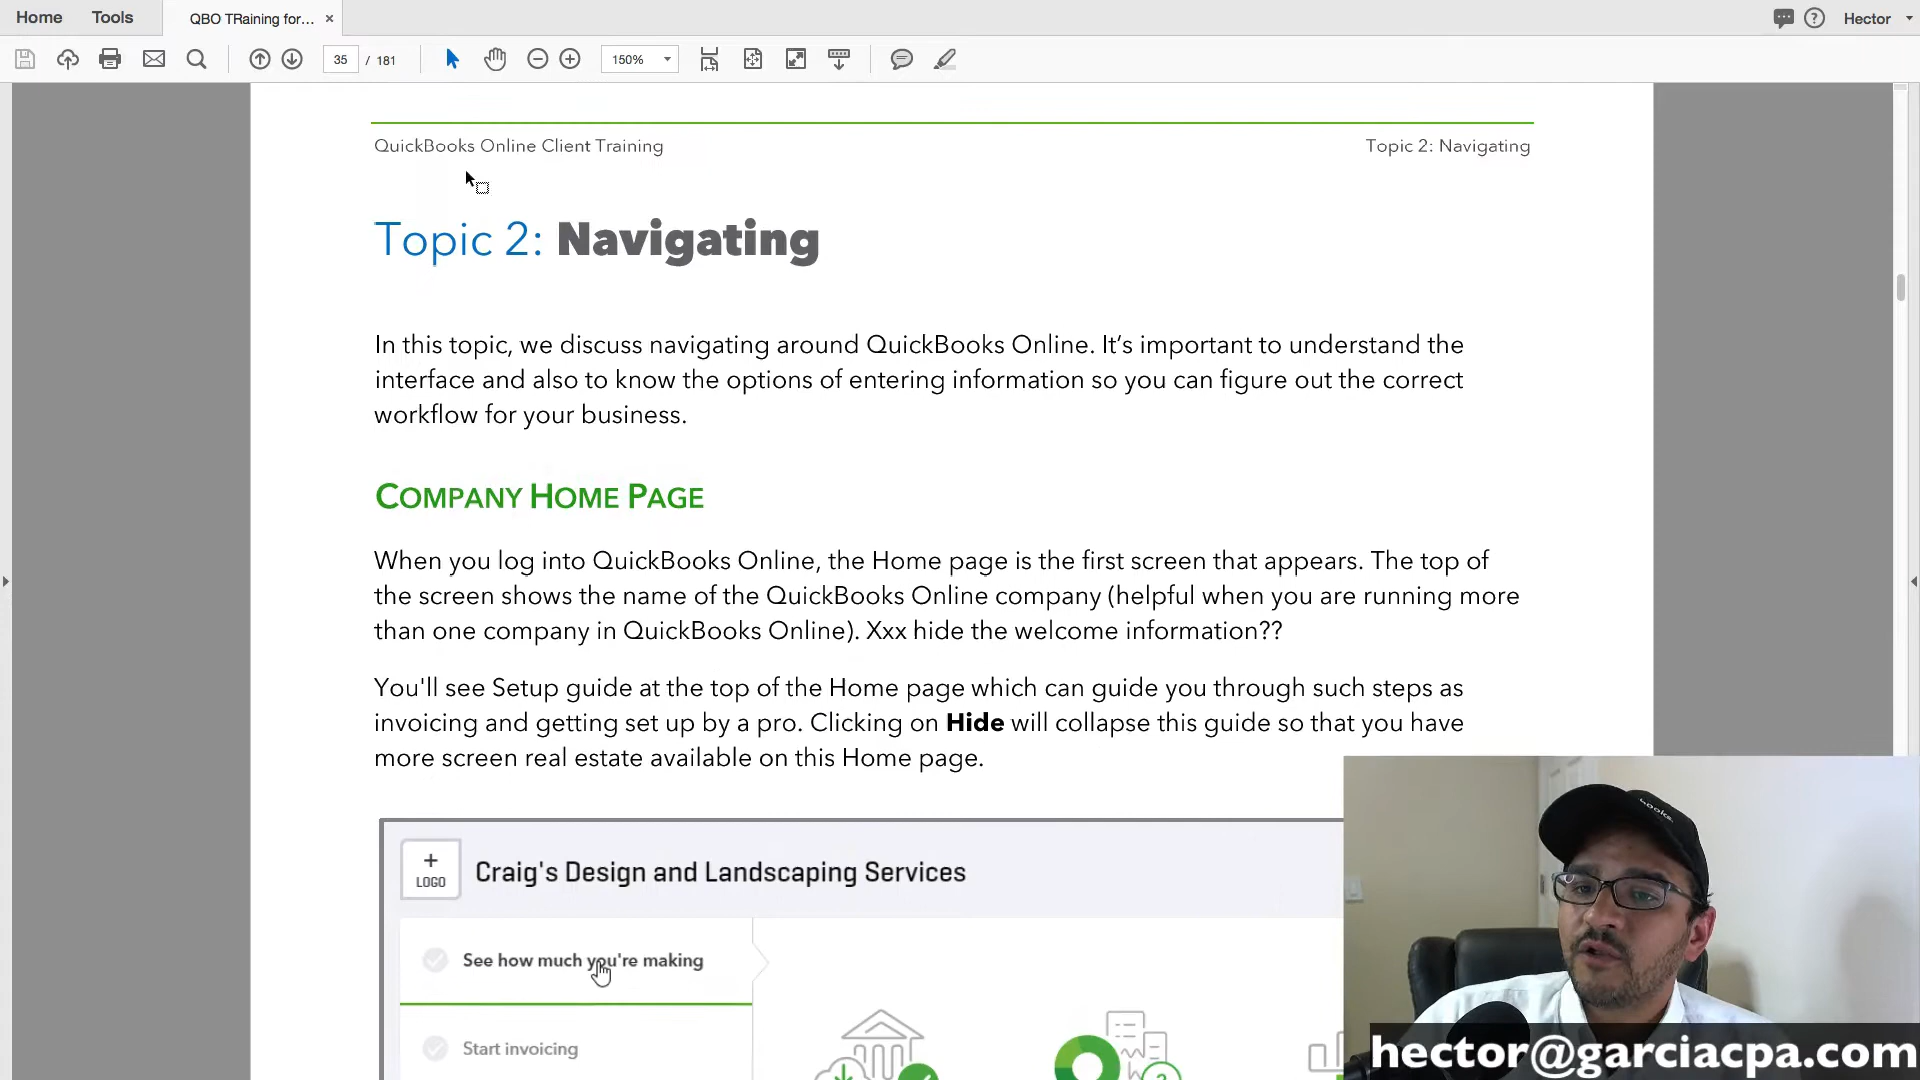 Home Tools QBO TRaining for... × Hector
35 / 181 150%
QuickBooks Online Client Training Topic 2: Navigating
Topic 2: Navigating
In this topic, we discuss navigating around QuickBooks Online. It’s important to understand the
interface and also to know the options of entering information so you can figure out the correct
workflow for your business.
COMPANY HOME PAGE
When you log into QuickBooks Online, the Home page is the first screen that appears. The top of
the screen shows the name of the QuickBooks Online company (helpful when you are running more
than one company in QuickBooks Online). Xxx hide the welcome information??
You'll see Setup guide at the top of the Home page which can guide you through such steps as
invoicing and getting set up by a pro. Clicking on Hide will collapse this guide so that you have
more screen real estate available on this Home page.
+
LOGO
Craig's Design and Landscaping Services
See how much you're making
Start invoicing
books.
hector@garciacpa.com